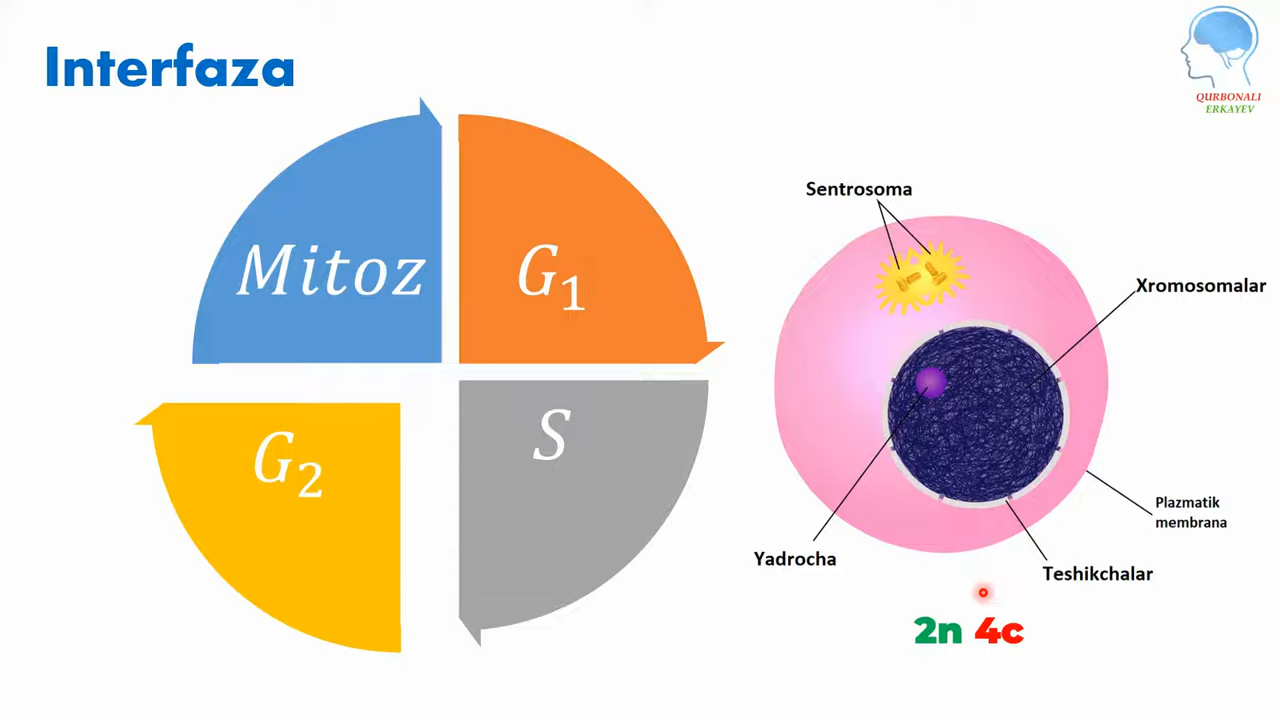 Interfaza
QURBONALI
ERKAYEV
Mitoz
G₁
G₂
S
Sentrosoma
Xromosomalar
Plazmatik
membrana
Yadrocha
Teshikchalar
2n 4c